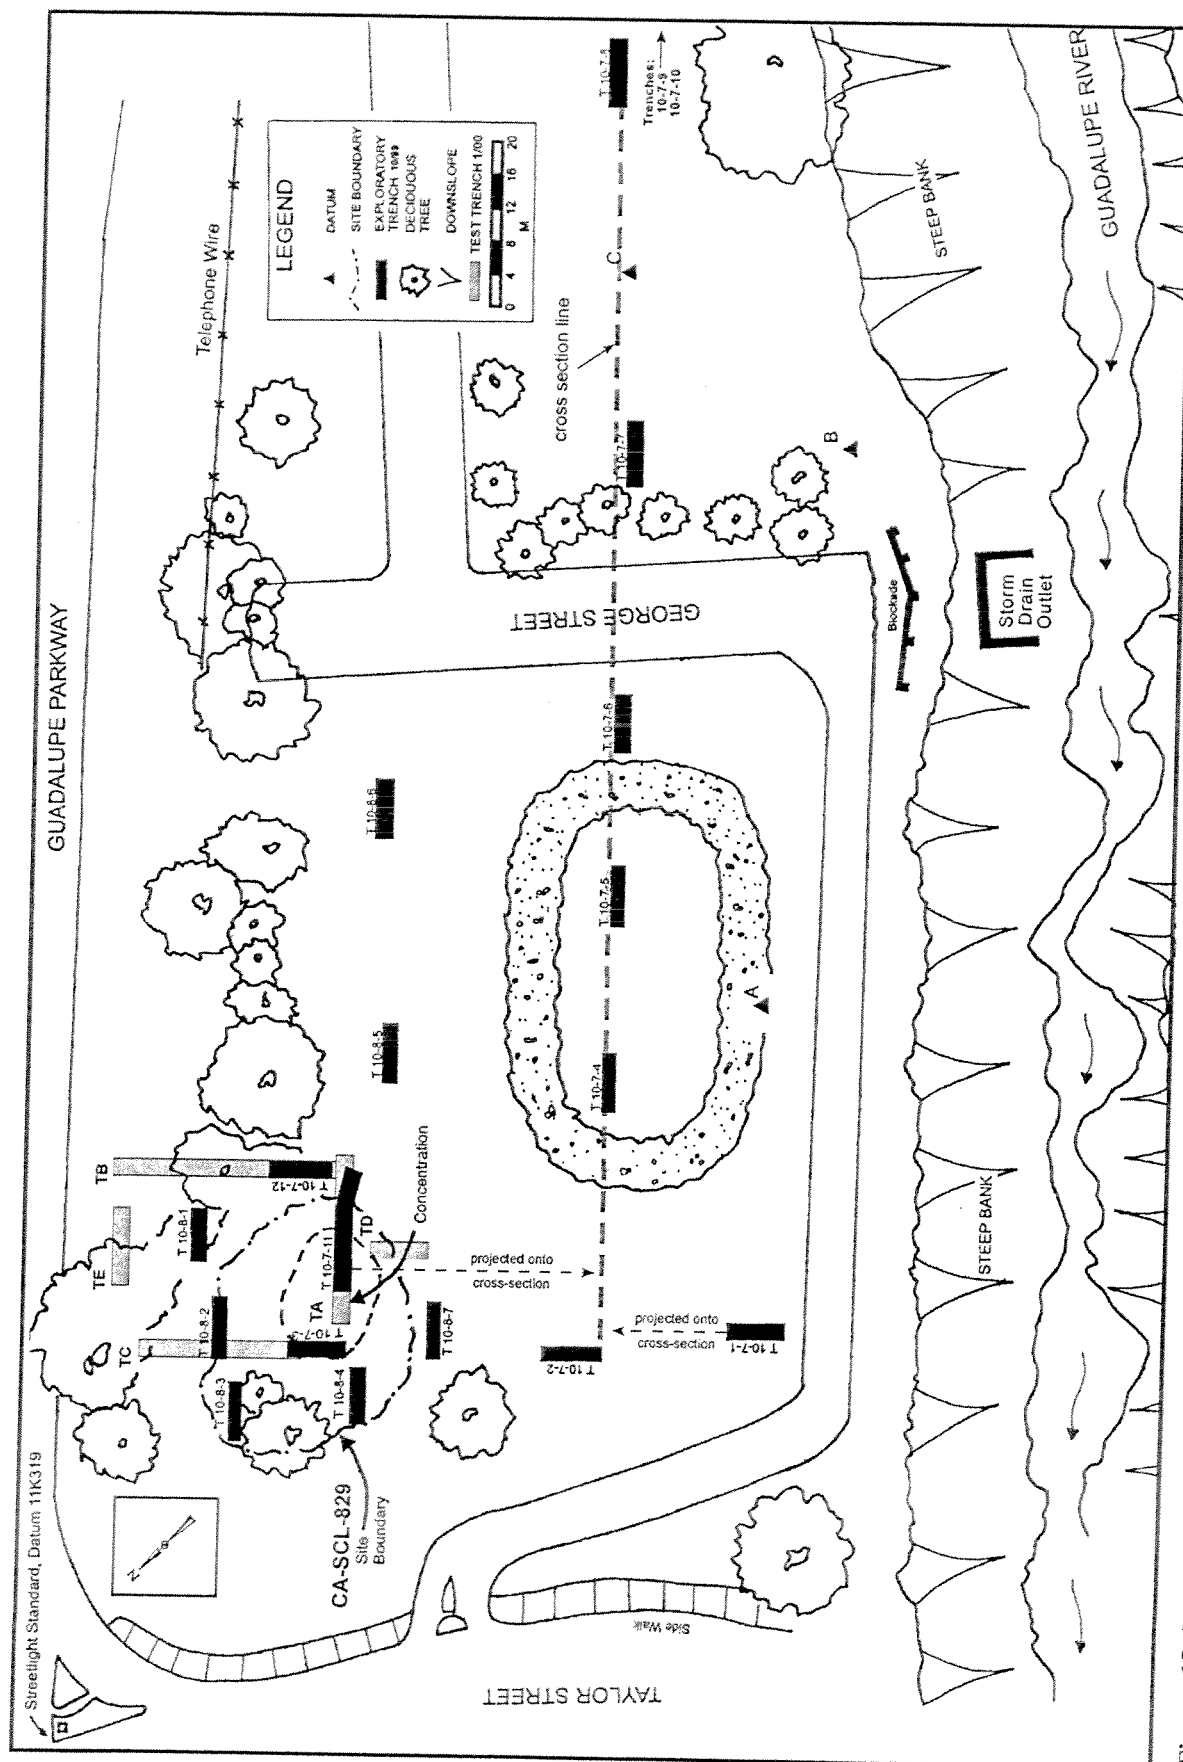 GUADALUPE PARKWAY
Streetlight Standard, Datum 11K319
Telephone Wire
LEGEND
DATUM
SITE BOUNDARY
EXPLORATORY
TRENCH 10/99
DECIDUOUS
TREE
DOWNSLOPE
TEST TRENCH 1/00
0 4 8 12 16 20
M
TC
TE
TB
T 10-8-1
T 10-8-2
T 10-8-3
T 10-8-4
T 10-8-5
T 10-8-6
T 10-8-7
T 10-7-12
T 10-7-11
T 10-7-3
TA
TD
Concentration
CA-SCL-829
Site
Boundary
N
projected onto
cross-section
projected onto
cross-section
T 10-7-1
T 10-7-2
T 10-7-4
T 10-7-5
T 10-7-6
T 10-7-7
T 10-7-8
Trenches:
10-7-9
10-7-10
cross section line
A
B
C
GEORGE STREET
TAYLOR STREET
Side Walk
Blockade
Storm
Drain
Outlet
STEEP BANK
STEEP BANK
GUADALUPE RIVER